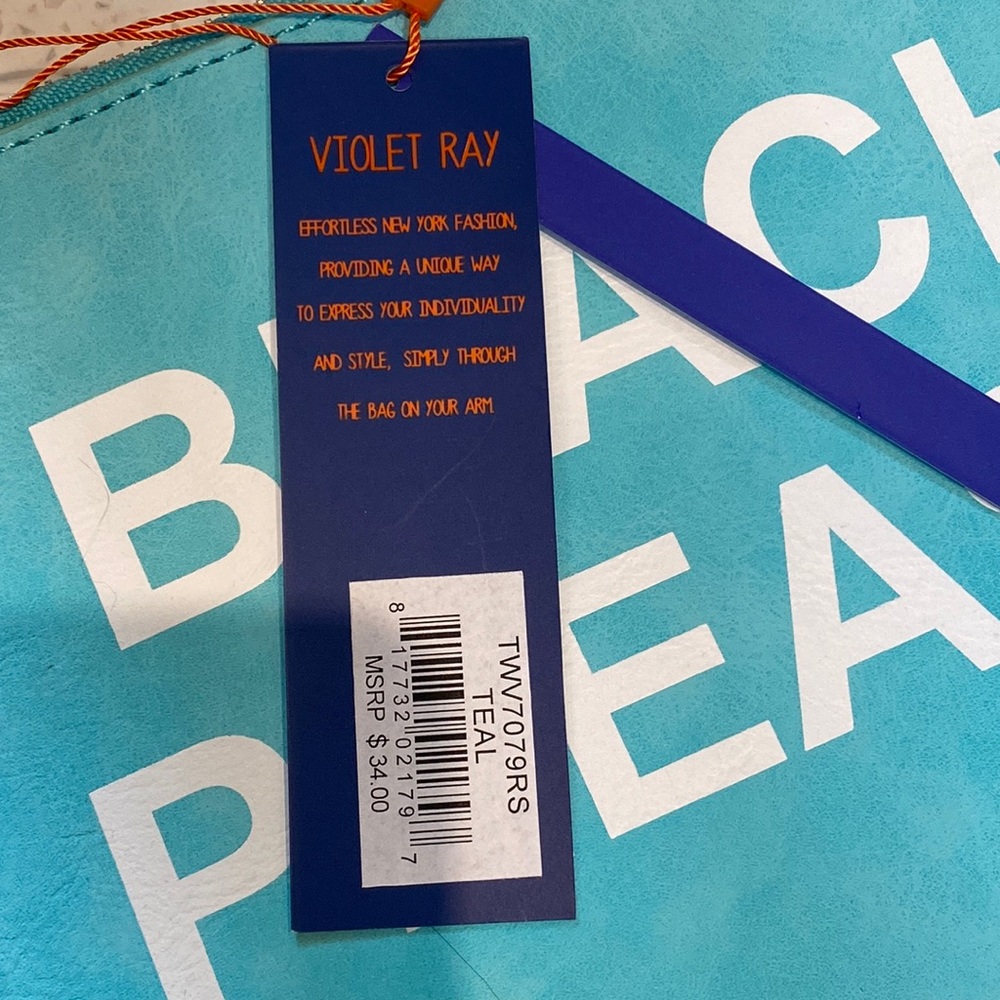 VIOLET RAY
EFFORTLESS NEW YORK FASHION,
PROVIDING A UNIQUE WAY
TO EXPRESS YOUR INDIVIDUALITY
AND STYLE, SIMPLY THROUGH
THE BAG ON YOUR ARM.
TWV7079RS
TEAL
8 17732 02179 7
MSRP $ 34.00